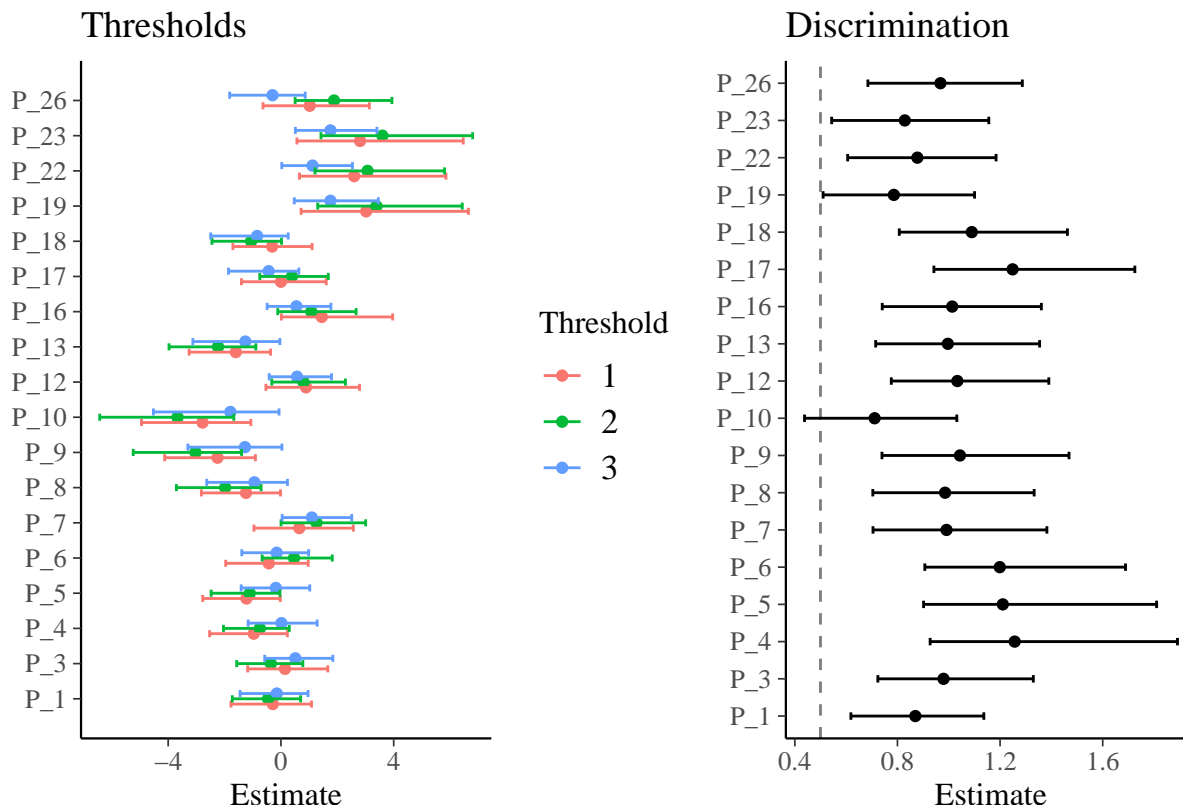 Thresholds
P_26
P_23
P_22
P_19
P_18
P_17
P_16
P_13
P_12
P_10
P_9
P_8
P_7
P_6
P_5
P_4
P_3
P_1
−4 0 4
Estimate
Threshold
1
2
3
Discrimination
P_26
P_23
P_22
P_19
P_18
P_17
P_16
P_13
P_12
P_10
P_9
P_8
P_7
P_6
P_5
P_4
P_3
P_1
0.4 0.8 1.2 1.6
Estimate